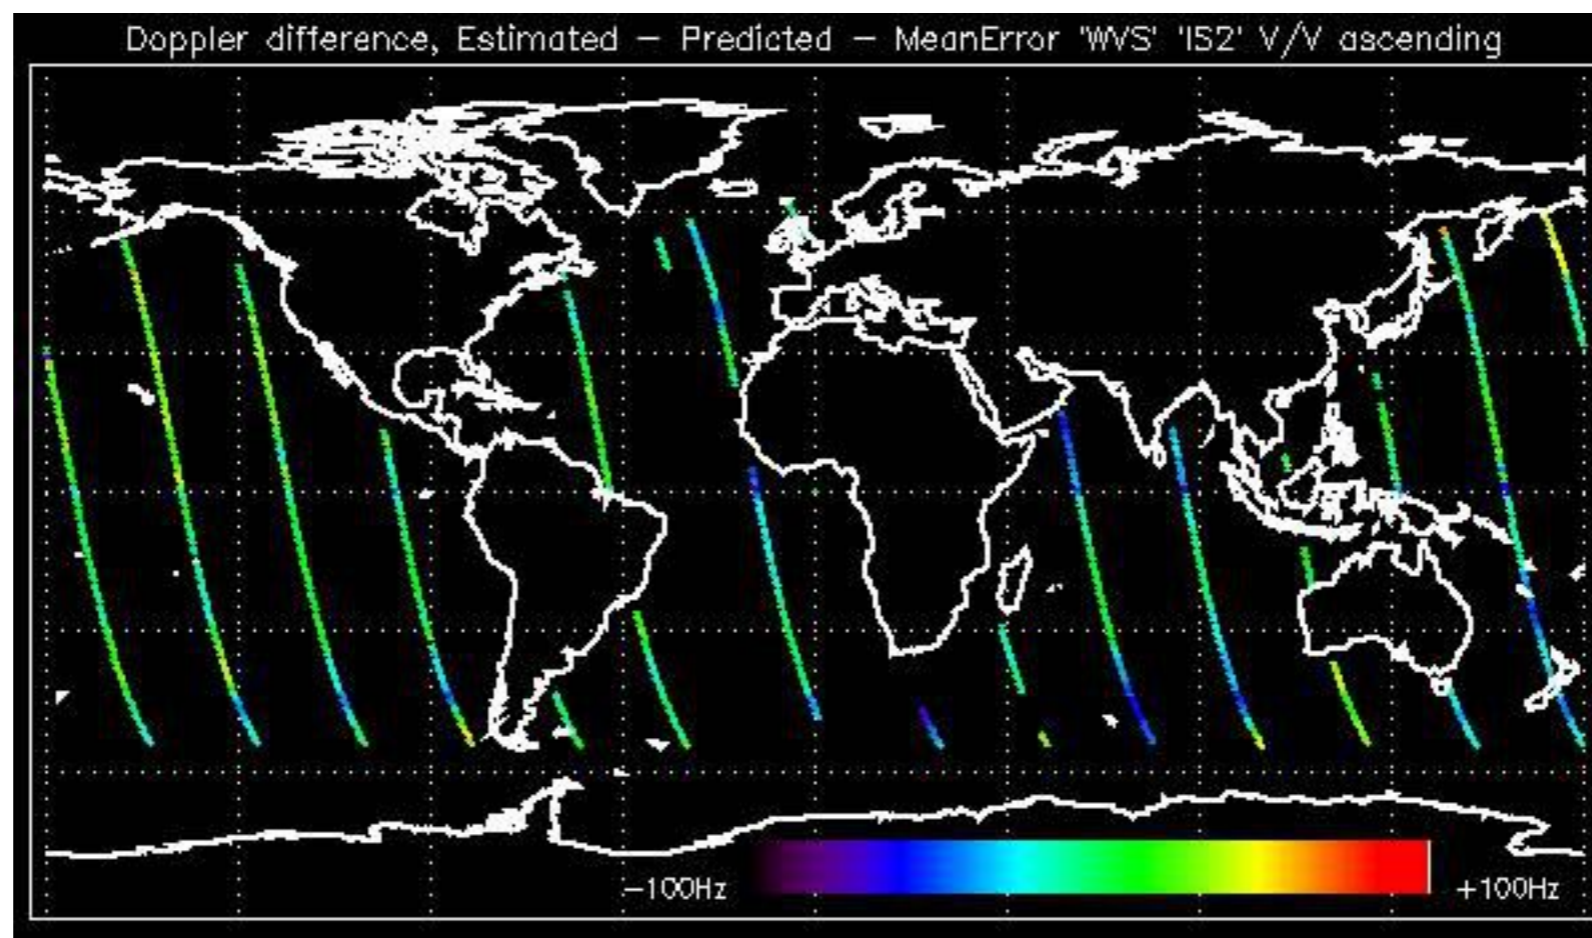 Doppler difference, Estimated – Predicted – MeanError 'WVS' 'IS2' V/V ascending
-100Hz
+100Hz